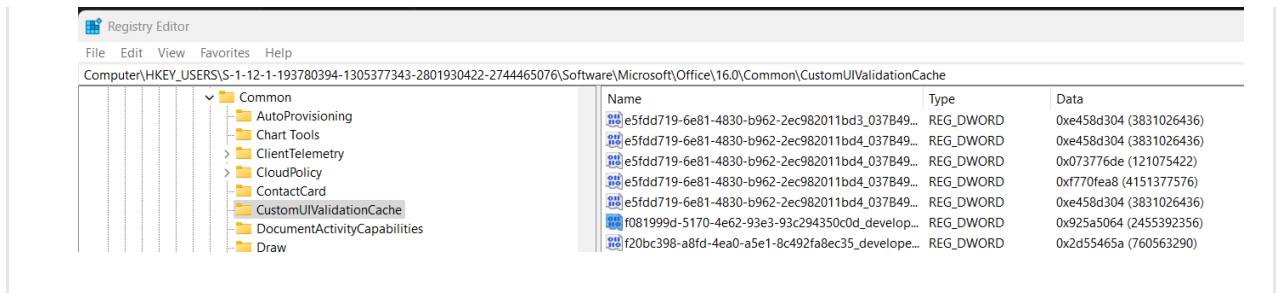 Registry Editor
File Edit View Favorites Help
Computer\HKEY_USERS\S-1-12-1-193780394-1305377343-2801930422-2744465076\Software\Microsoft\Office\16.0\Common\CustomUIValidationCache
Common
AutoProvisioning
Chart Tools
ClientTelemetry
CloudPolicy
ContactCard
CustomUIValidationCache
DocumentActivityCapabilities
Draw
Name Type Data
e5fdd719-6e81-4830-b962-2ec982011bd3_037B49... REG_DWORD 0xe458d304 (3831026436)
e5fdd719-6e81-4830-b962-2ec982011bd4_037B49... REG_DWORD 0xe458d304 (3831026436)
e5fdd719-6e81-4830-b962-2ec982011bd4_037B49... REG_DWORD 0x073776de (121075422)
e5fdd719-6e81-4830-b962-2ec982011bd4_037B49... REG_DWORD 0xf770fea8 (4151377576)
e5fdd719-6e81-4830-b962-2ec982011bd4_037B49... REG_DWORD 0xe458d304 (3831026436)
f081999d-5170-4e62-93e3-93c294350c0d_develop... REG_DWORD 0x925a5064 (2455392356)
f20bc398-a8fd-4ea0-a5e1-8c492fa8ec35_develope... REG_DWORD 0x2d55465a (760563290)